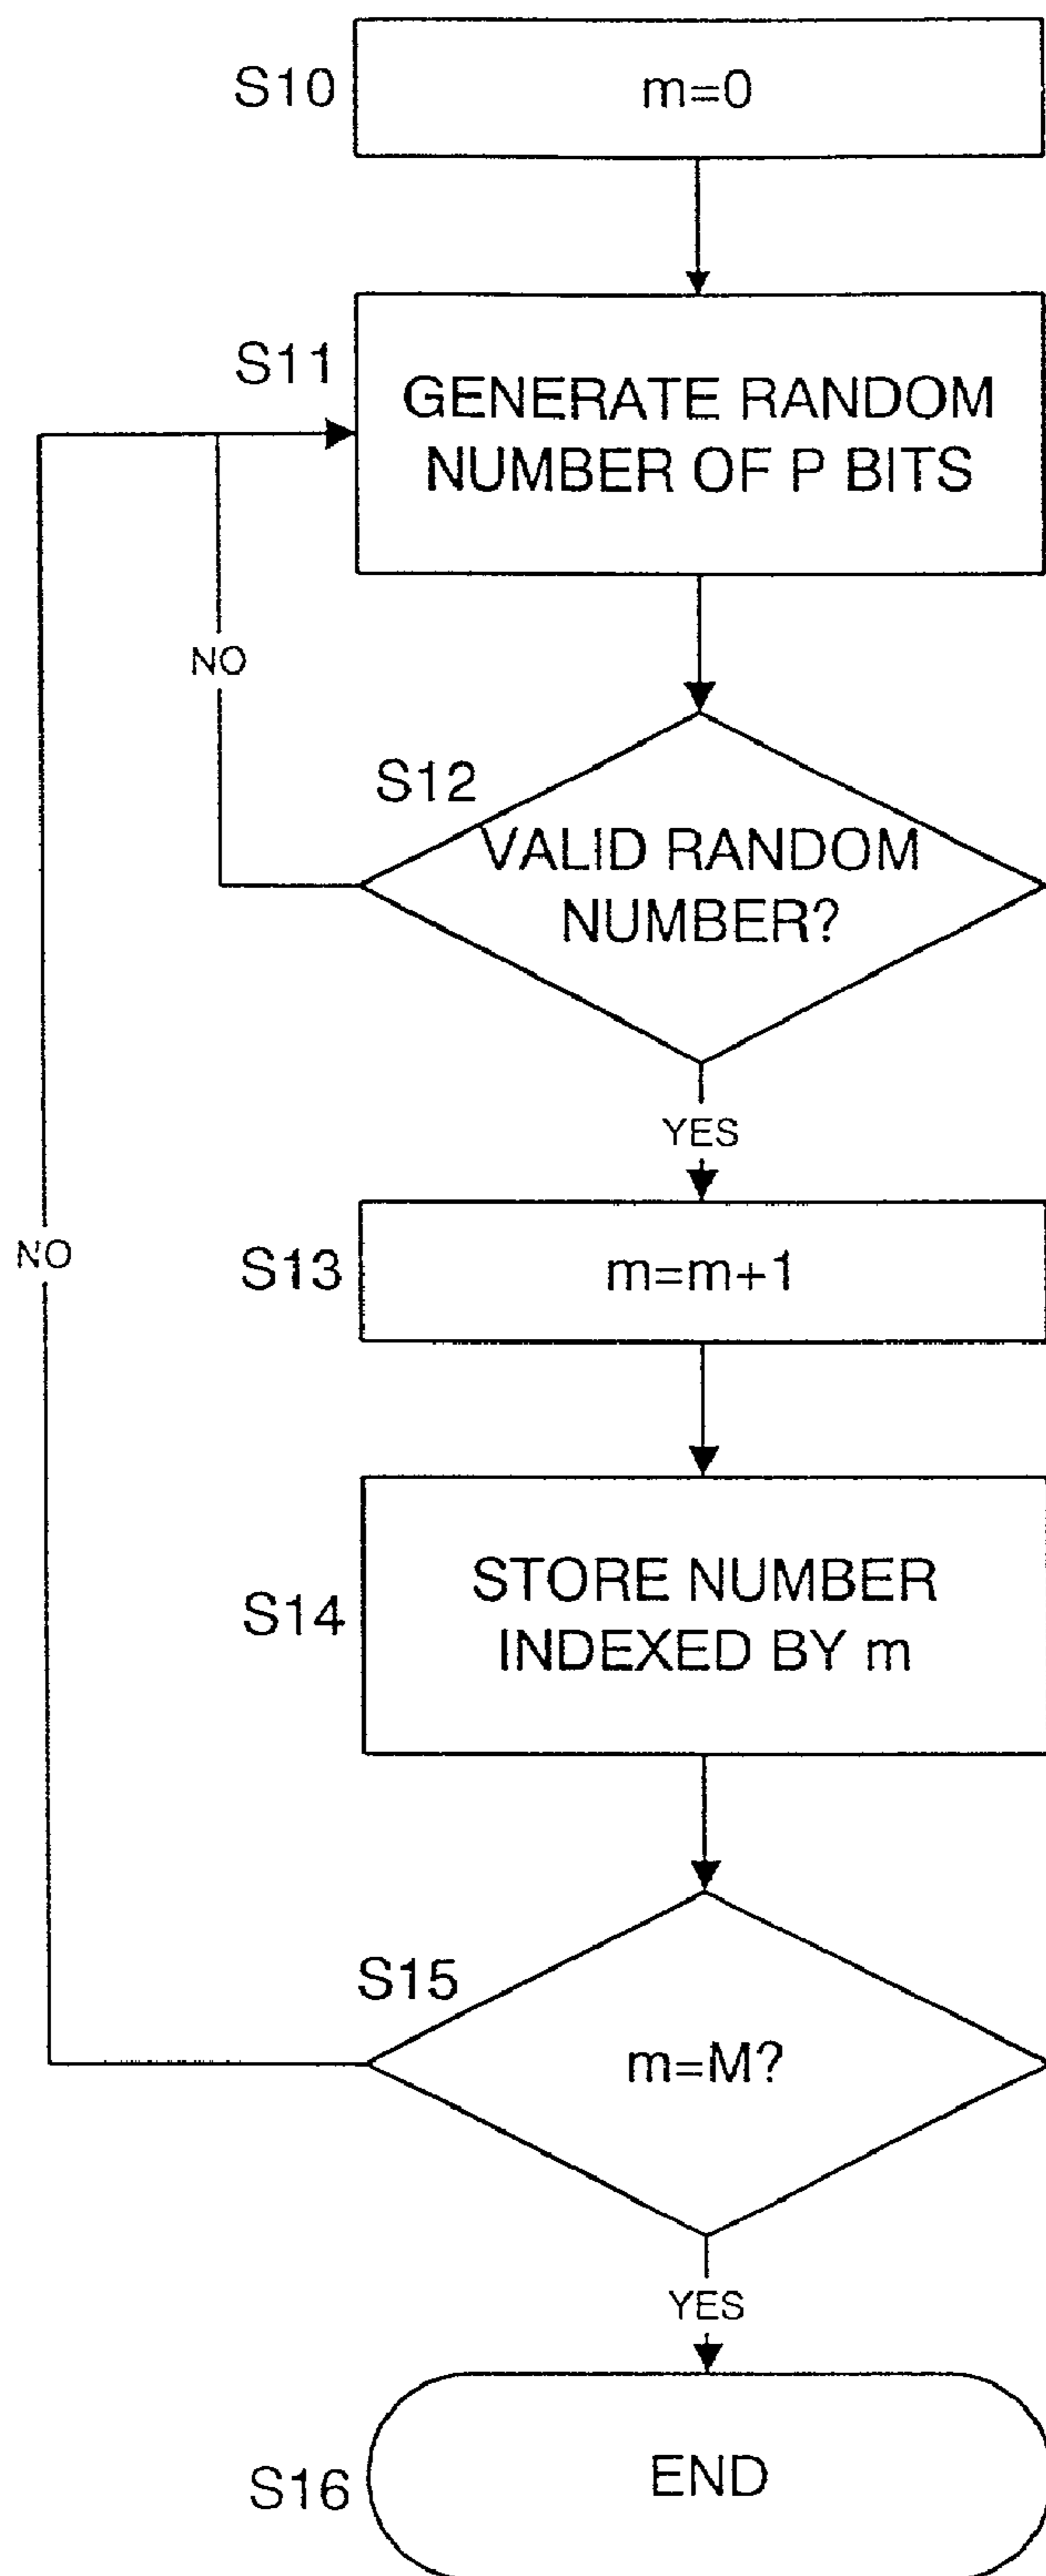 S10
m=0
S11
GENERATE RANDOM
NUMBER OF P BITS
NO
S12
VALID RANDOM
NUMBER?
YES
NO
S13
m=m+1
S14
STORE NUMBER
INDEXED BY m
S15
m=M?
YES
S16
END